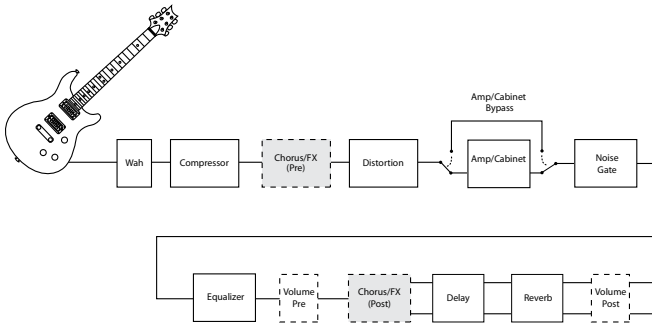 Amp/Cabinet
Bypass
Wah
Compressor
Chorus/FX
(Pre)
Distortion
Amp/Cabinet
Noise
Gate
Equalizer
Volume
Pre
Chorus/FX
(Post)
Delay
Reverb
Volume
Post